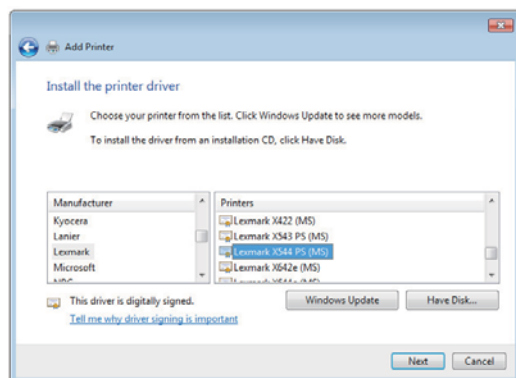 Add Printer
Install the printer driver
Choose your printer from the list. Click Windows Update to see more models.
To install the driver from an installation CD, click Have Disk.
Manufacturer
Kyocera
Lanier
Lexmark
Microsoft
Printers
Lexmark X422 (MS)
Lexmark X543 PS (MS)
Lexmark X544 PS (MS)
Lexmark X642e (MS)
This driver is digitally signed.
Tell me why driver signing is important
Windows Update
Have Disk...
Next
Cancel